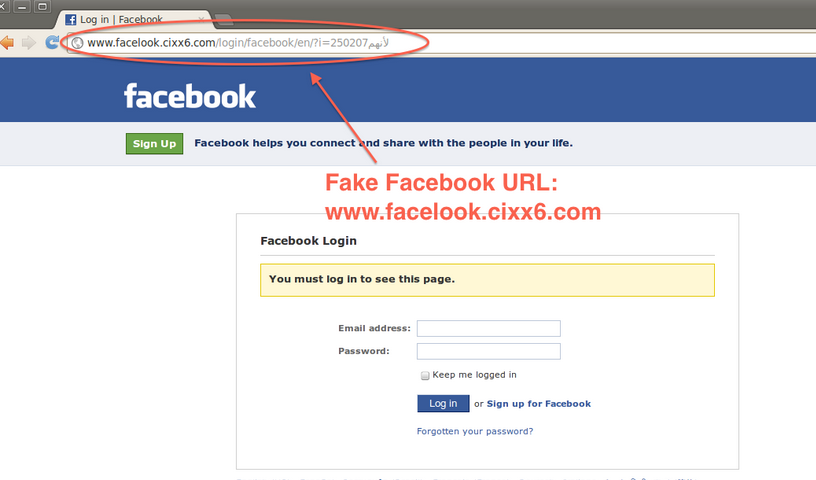 Log in | Facebook
www.facelook.cixx6.com/login/facebook/en/?i=250207لأنهم
facebook
Sign Up Facebook helps you connect and share with the people in your life.
Fake Facebook URL:
www.facelook.cixx6.com
Facebook Login
You must log in to see this page.
Email address:
Password:
Keep me logged in
Log in or Sign up for Facebook
Forgotten your password?